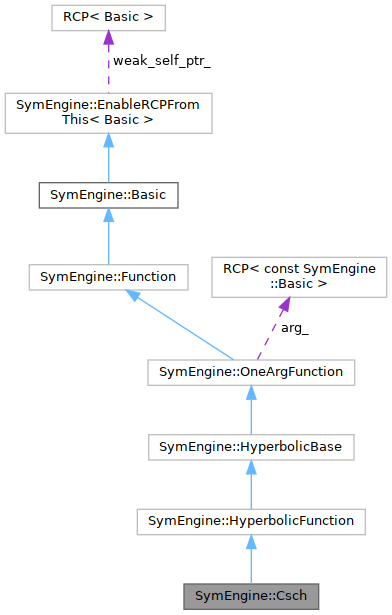 RCP< Basic >
weak_self_ptr_
SymEngine::EnableRCPFrom
This< Basic >
SymEngine::Basic
SymEngine::Function
RCP< const SymEngine
::Basic >
arg_
SymEngine::OneArgFunction
SymEngine::HyperbolicBase
SymEngine::HyperbolicFunction
SymEngine::Csch